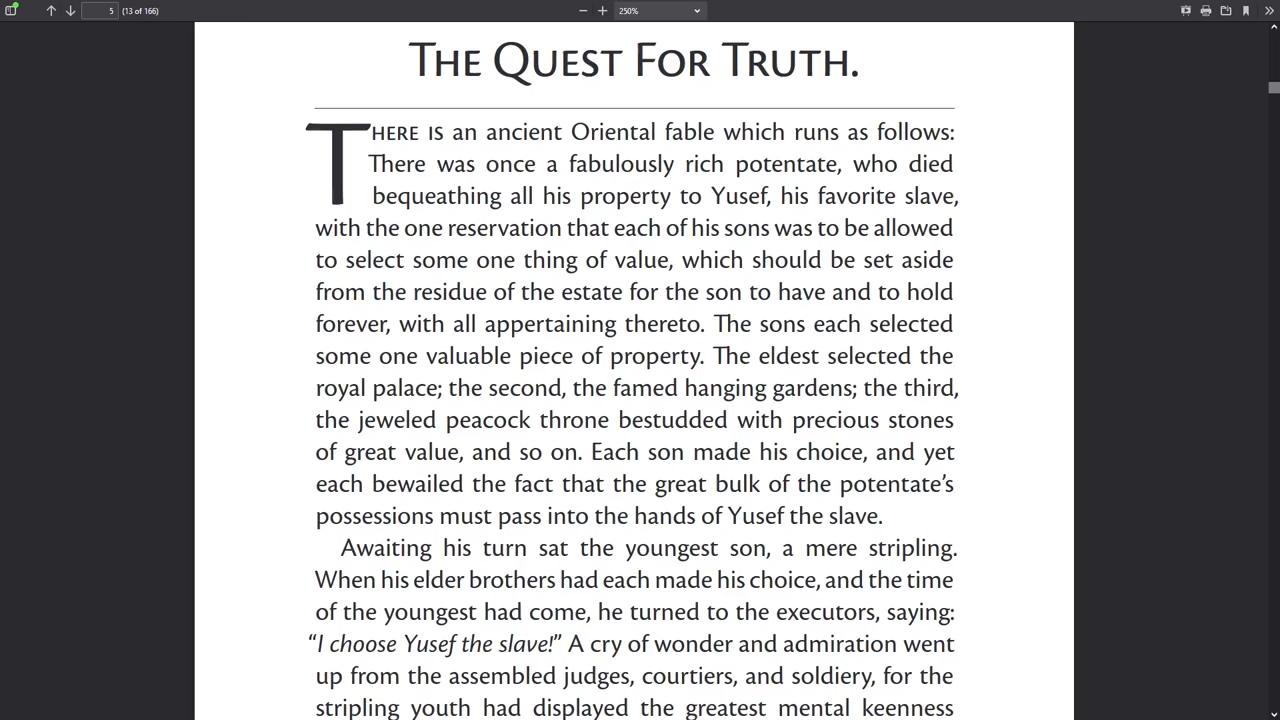 5 (13 of 166) 250%
THE QUEST FOR TRUTH.
THERE IS an ancient Oriental fable which runs as follows:
There was once a fabulously rich potentate, who died
bequeathing all his property to Yusef, his favorite slave,
with the one reservation that each of his sons was to be allowed
to select some one thing of value, which should be set aside
from the residue of the estate for the son to have and to hold
forever, with all appertaining thereto. The sons each selected
some one valuable piece of property. The eldest selected the
royal palace; the second, the famed hanging gardens; the third,
the jeweled peacock throne bestudded with precious stones
of great value, and so on. Each son made his choice, and yet
each bewailed the fact that the great bulk of the potentate’s
possessions must pass into the hands of Yusef the slave.
Awaiting his turn sat the youngest son, a mere stripling.
When his elder brothers had each made his choice, and the time
of the youngest had come, he turned to the executors, saying:
“I choose Yusef the slave!” A cry of wonder and admiration went
up from the assembled judges, courtiers, and soldiery, for the
stripling youth had displayed the greatest mental keenness